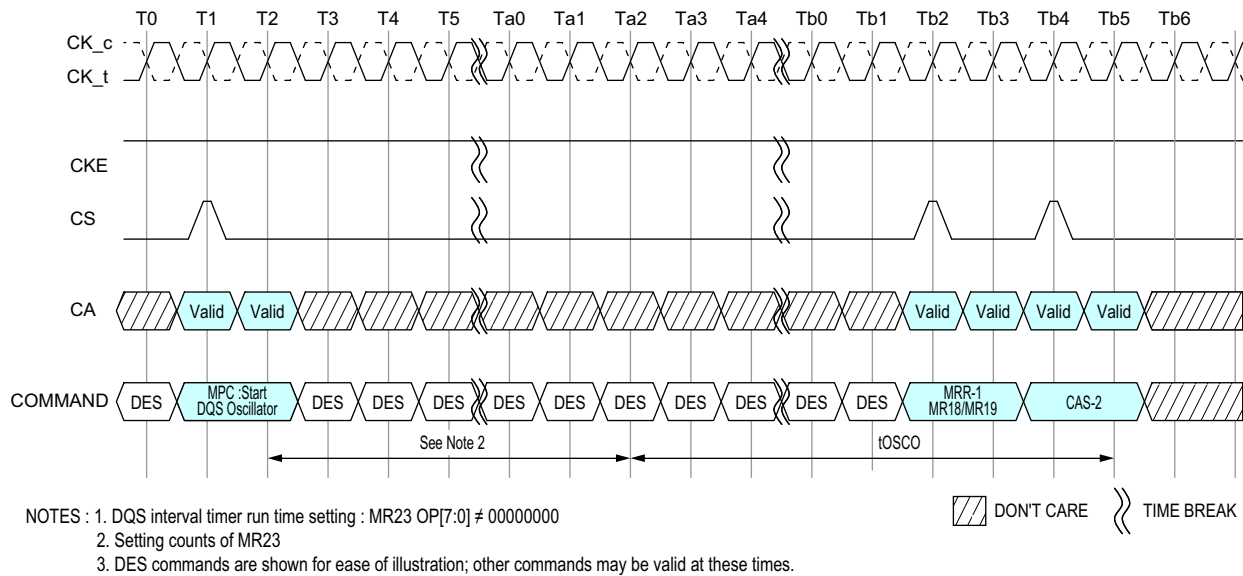 T0 T1 T2 T3 T4 T5 Ta0 Ta1 Ta2 Ta3 Ta4 Tb0 Tb1 Tb2 Tb3 Tb4 Tb5 Tb6
CK_c
CK_t
CKE
CS
CA Valid Valid Valid Valid Valid Valid
COMMAND DES MPC :Start DQS Oscillator DES DES DES DES DES DES DES DES DES DES MRR-1 MR18/MR19 CAS-2
See Note 2 tOSCO
NOTES : 1. DQS interval timer run time setting : MR23 OP[7:0] ≠ 00000000
2. Setting counts of MR23
3. DES commands are shown for ease of illustration; other commands may be valid at these times.
DON'T CARE TIME BREAK